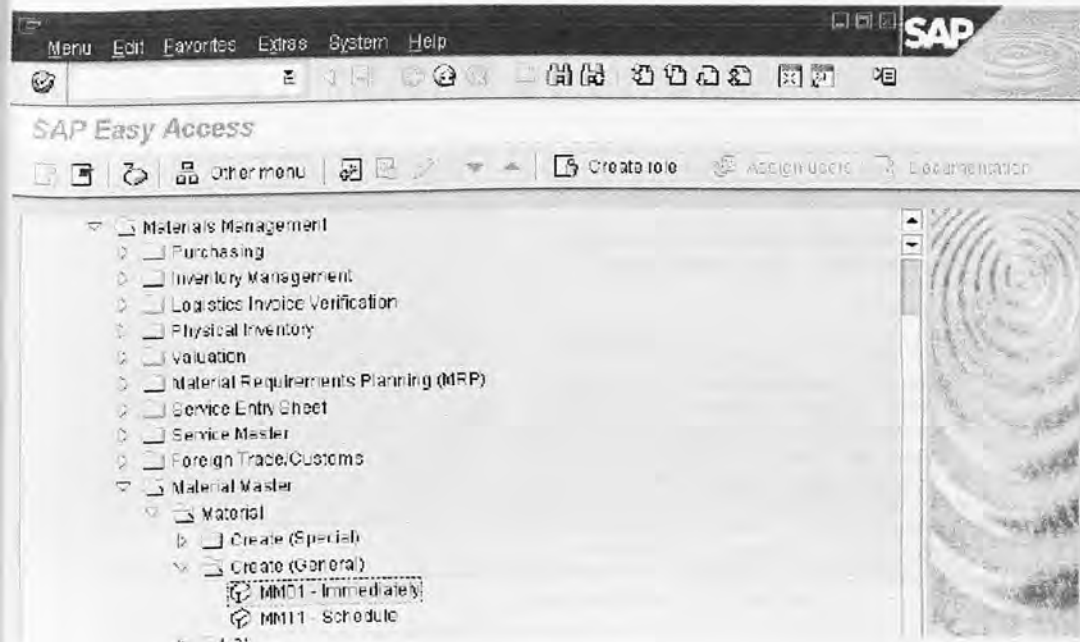 Menu Edit Favorites Extras System Help
SAP
SAP Easy Access
Other menu Create role Assign users Documentation
Materials Management
Purchasing
Inventory Management
Logistics Invoice Verification
Physical Inventory
Valuation
Material Requirements Planning (MRP)
Service Entry Sheet
Service Master
Foreign Trade/Customs
Material Master
Material
Create (Special)
Create (General)
MM01 - Immediately
MM11 - Schedule